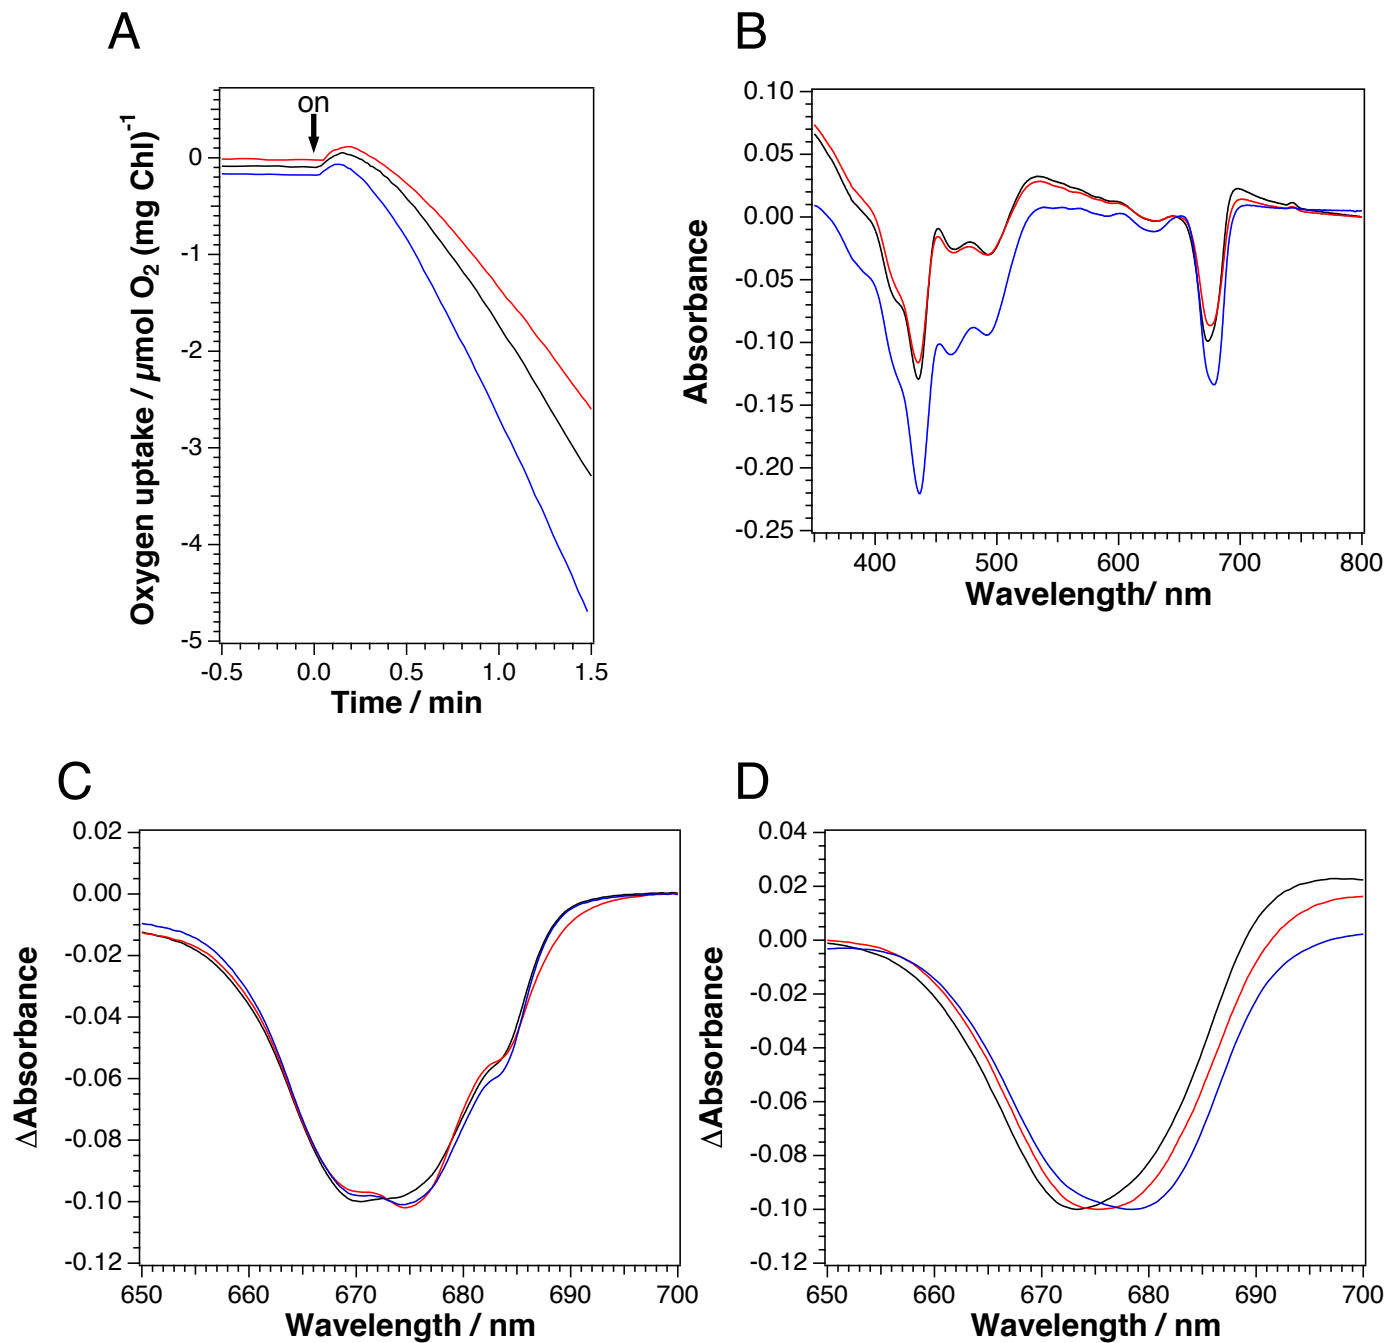 A
on
Oxygen uptake / µmol O₂ (mg Chl)⁻¹
0
-1
-2
-3
-4
-5
-0.5 0.0 0.5 1.0 1.5
Time / min
B
Absorbance
0.10
0.05
0.00
-0.05
-0.10
-0.15
-0.20
-0.25
400 500 600 700 800
Wavelength/ nm
C
ΔAbsorbance
0.02
0.00
-0.02
-0.04
-0.06
-0.08
-0.10
-0.12
650 660 670 680 690 700
Wavelength / nm
D
ΔAbsorbance
0.04
0.02
0.00
-0.02
-0.04
-0.06
-0.08
-0.10
-0.12
650 660 670 680 690 700
Wavelength / nm